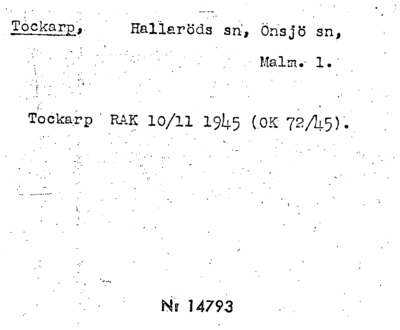 Tockarp, Hallaröds sn, Önsjö sn,
Malm. l.
Tockarp RAK 10/11 1945 (OK 72/45).
Nr 14793